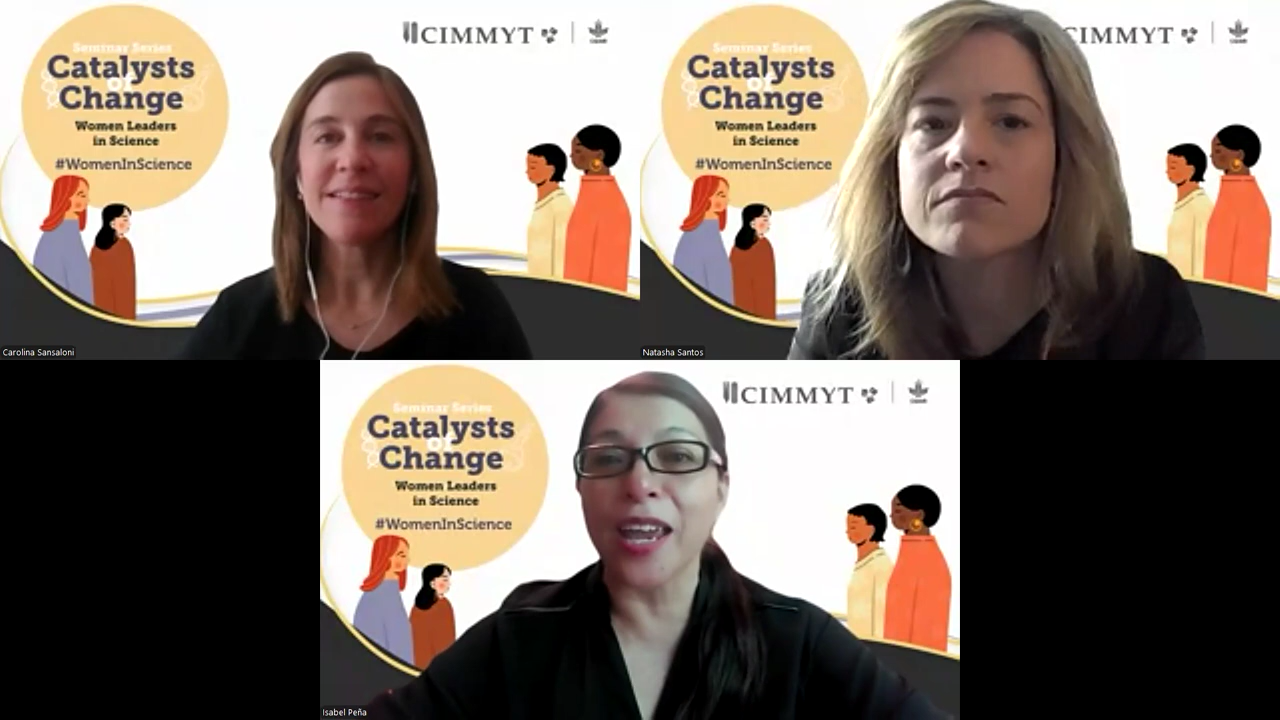 Seminar Series
Catalysts
of
Change
Women Leaders
in Science
#WomenInScience
CIMMYT
Carolina Sansaloni
Seminar Series
Catalysts
of
Change
Women Leaders
in Science
#WomenInScience
CIMMYT
Natasha Santos
Seminar Series
Catalysts
of
Change
Women Leaders
in Science
#WomenInScience
CIMMYT
Isabel Peña